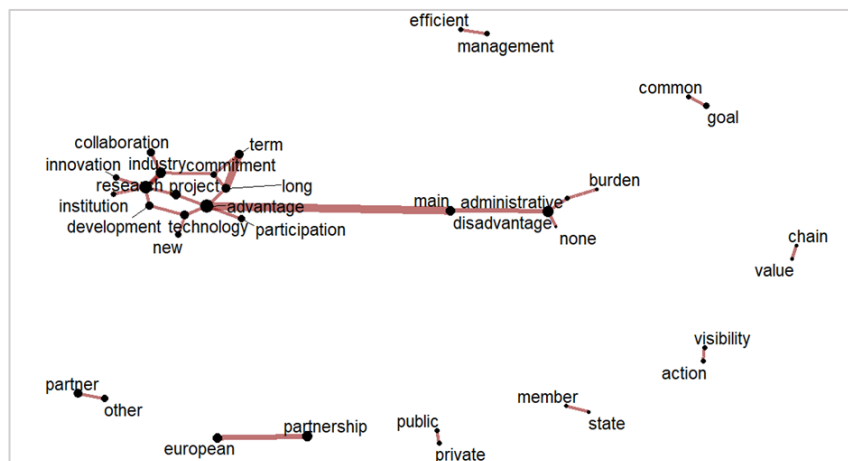 efficient
management
common
goal
collaboration
term
innovation industry commitment
research project long
institution advantage
development technology participation
new
main administrative burden
disadvantage
none
chain
value
visibility
action
partner
other
member
state
partnership
european
public
private